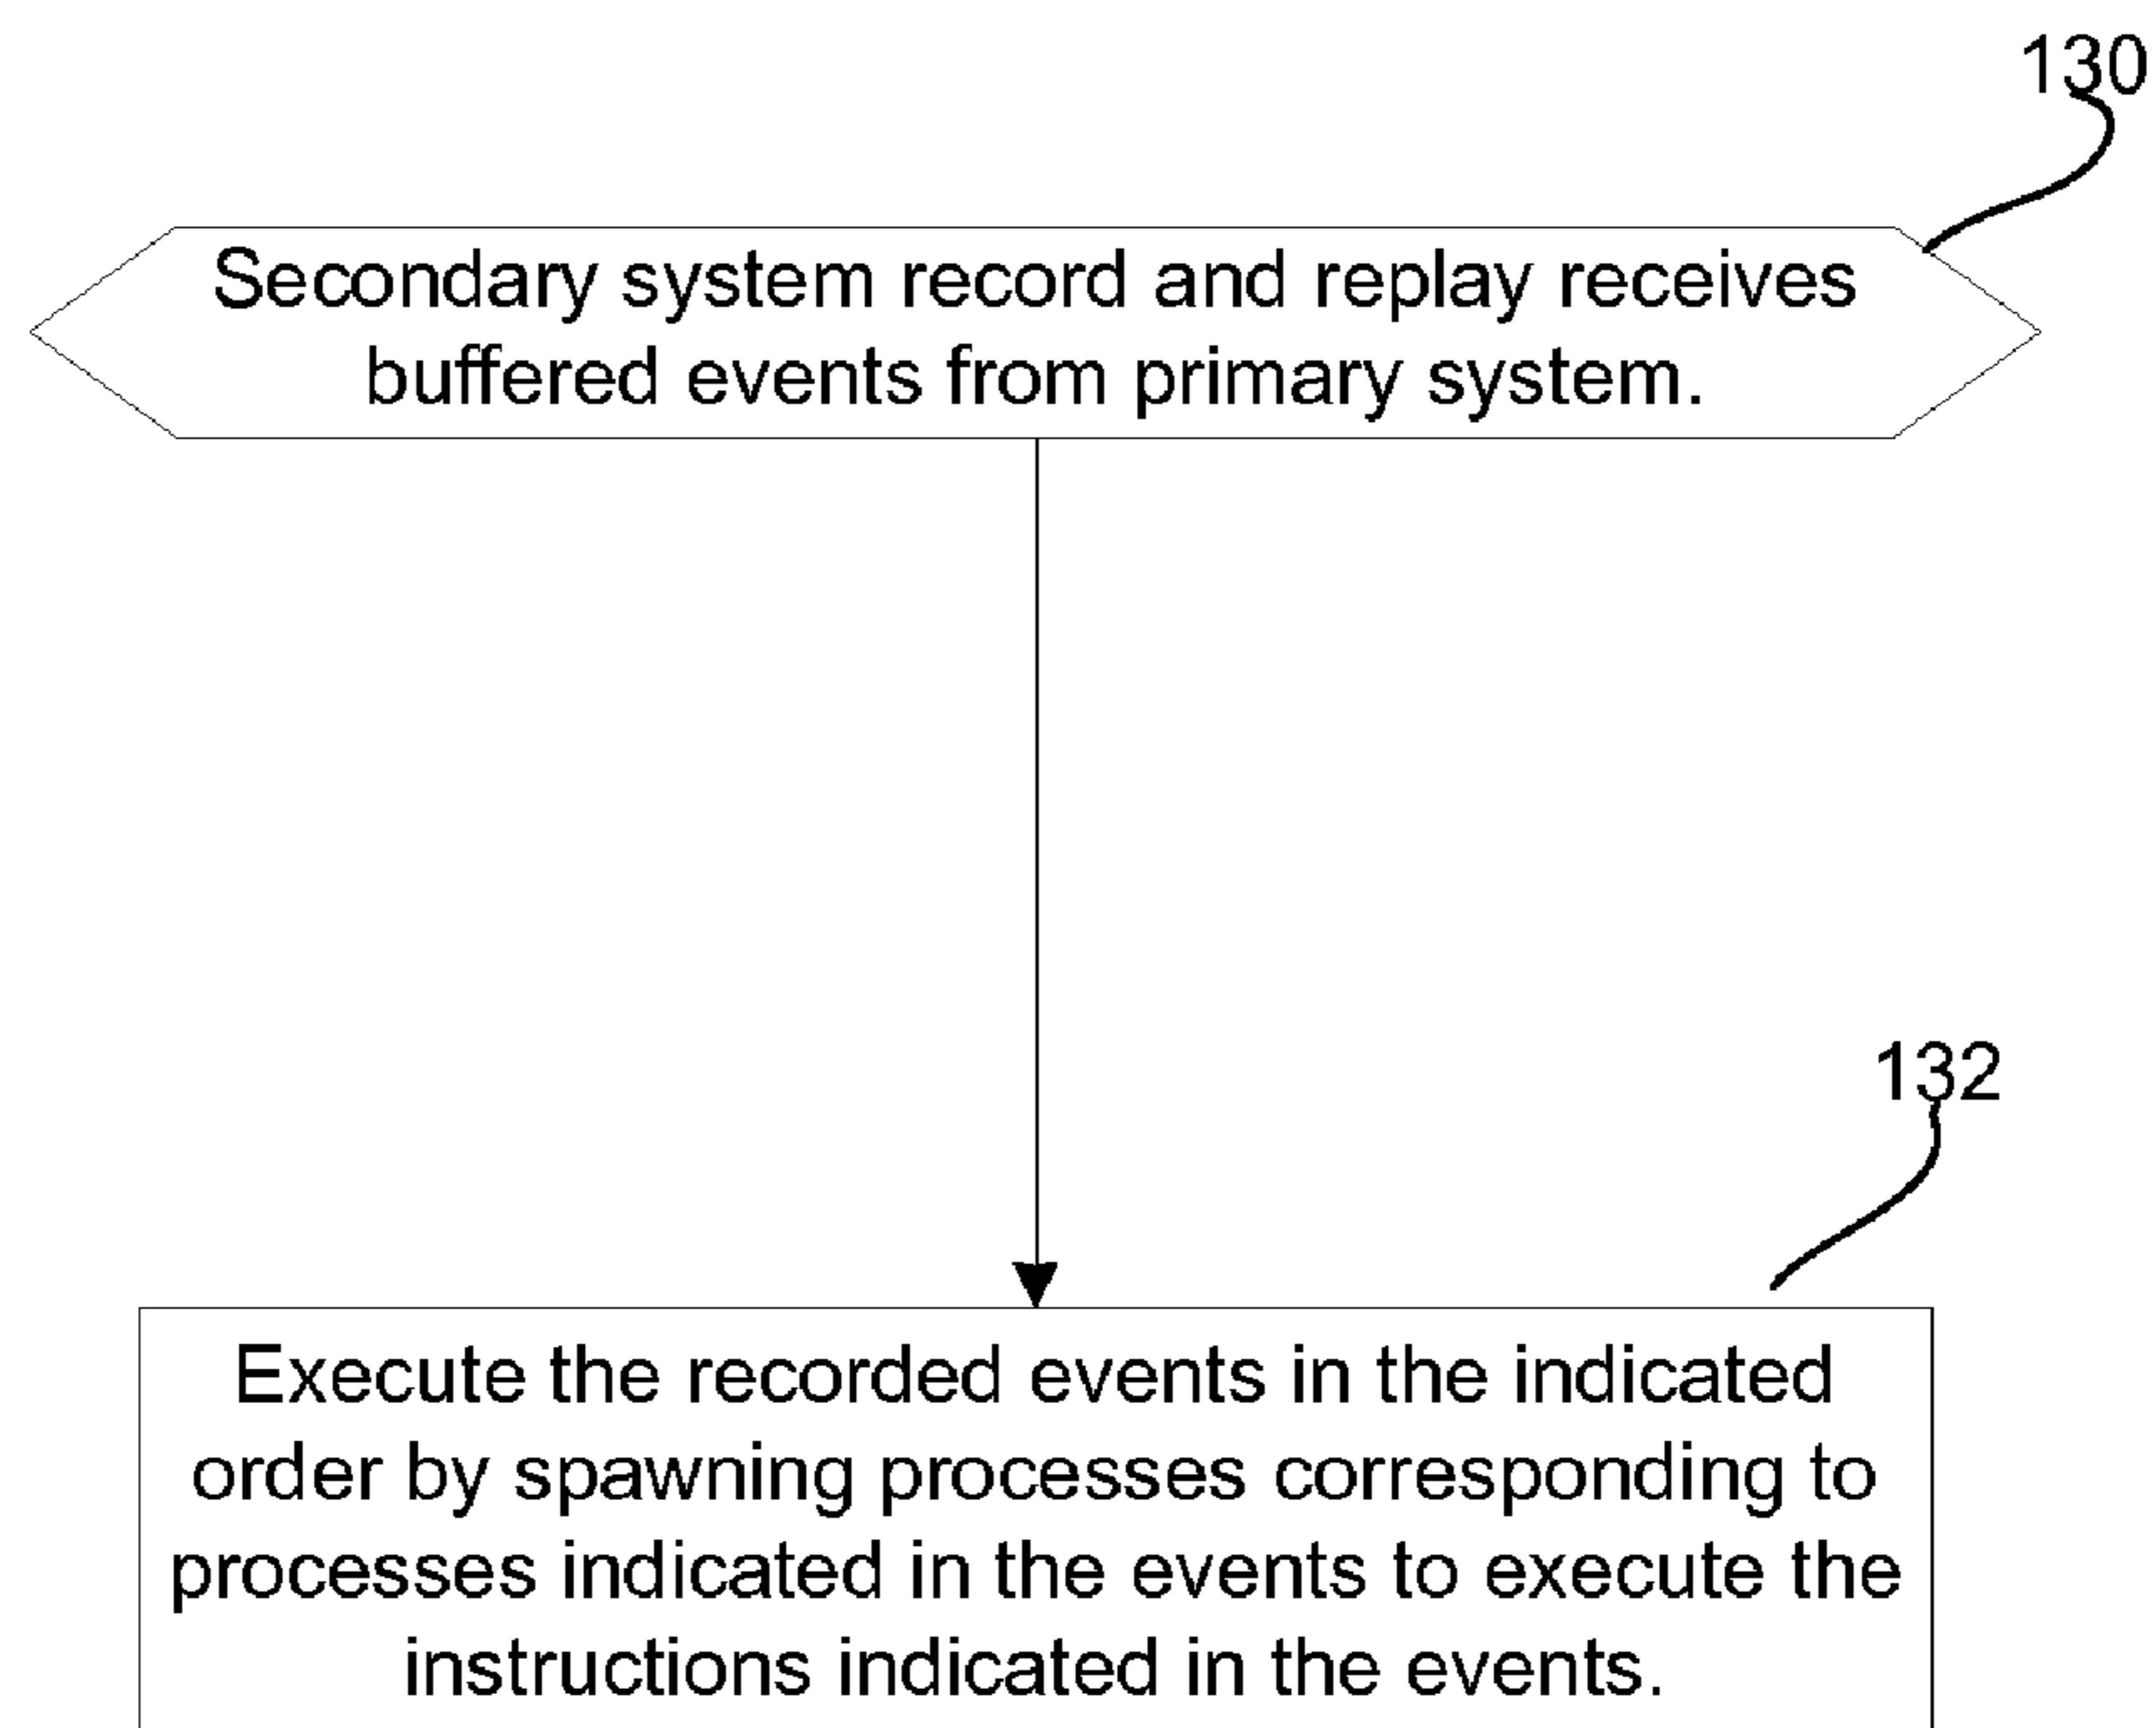 130
Secondary system record and replay receives
buffered events from primary system.
132
Execute the recorded events in the indicated
order by spawning processes corresponding to
processes indicated in the events to execute the
instructions indicated in the events.